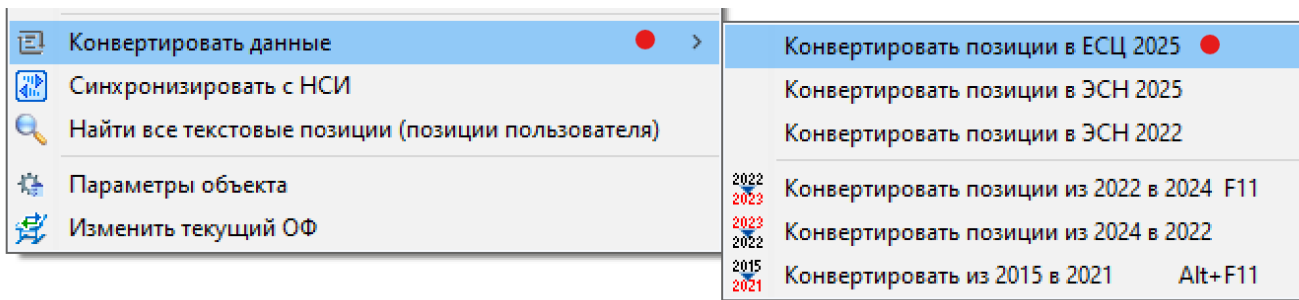 Конвертировать данные
Синхронизировать с НСИ
Найти все текстовые позиции (позиции пользователя)
Параметры объекта
Изменить текущий ОФ
Конвертировать позиции в ЕСЦ 2025
Конвертировать позиции в ЭСН 2025
Конвертировать позиции в ЭСН 2022
2022
2023
Конвертировать позиции из 2022 в 2024 F11
2023
2022
Конвертировать позиции из 2024 в 2022
2015
2021
Конвертировать из 2015 в 2021 Alt+F11